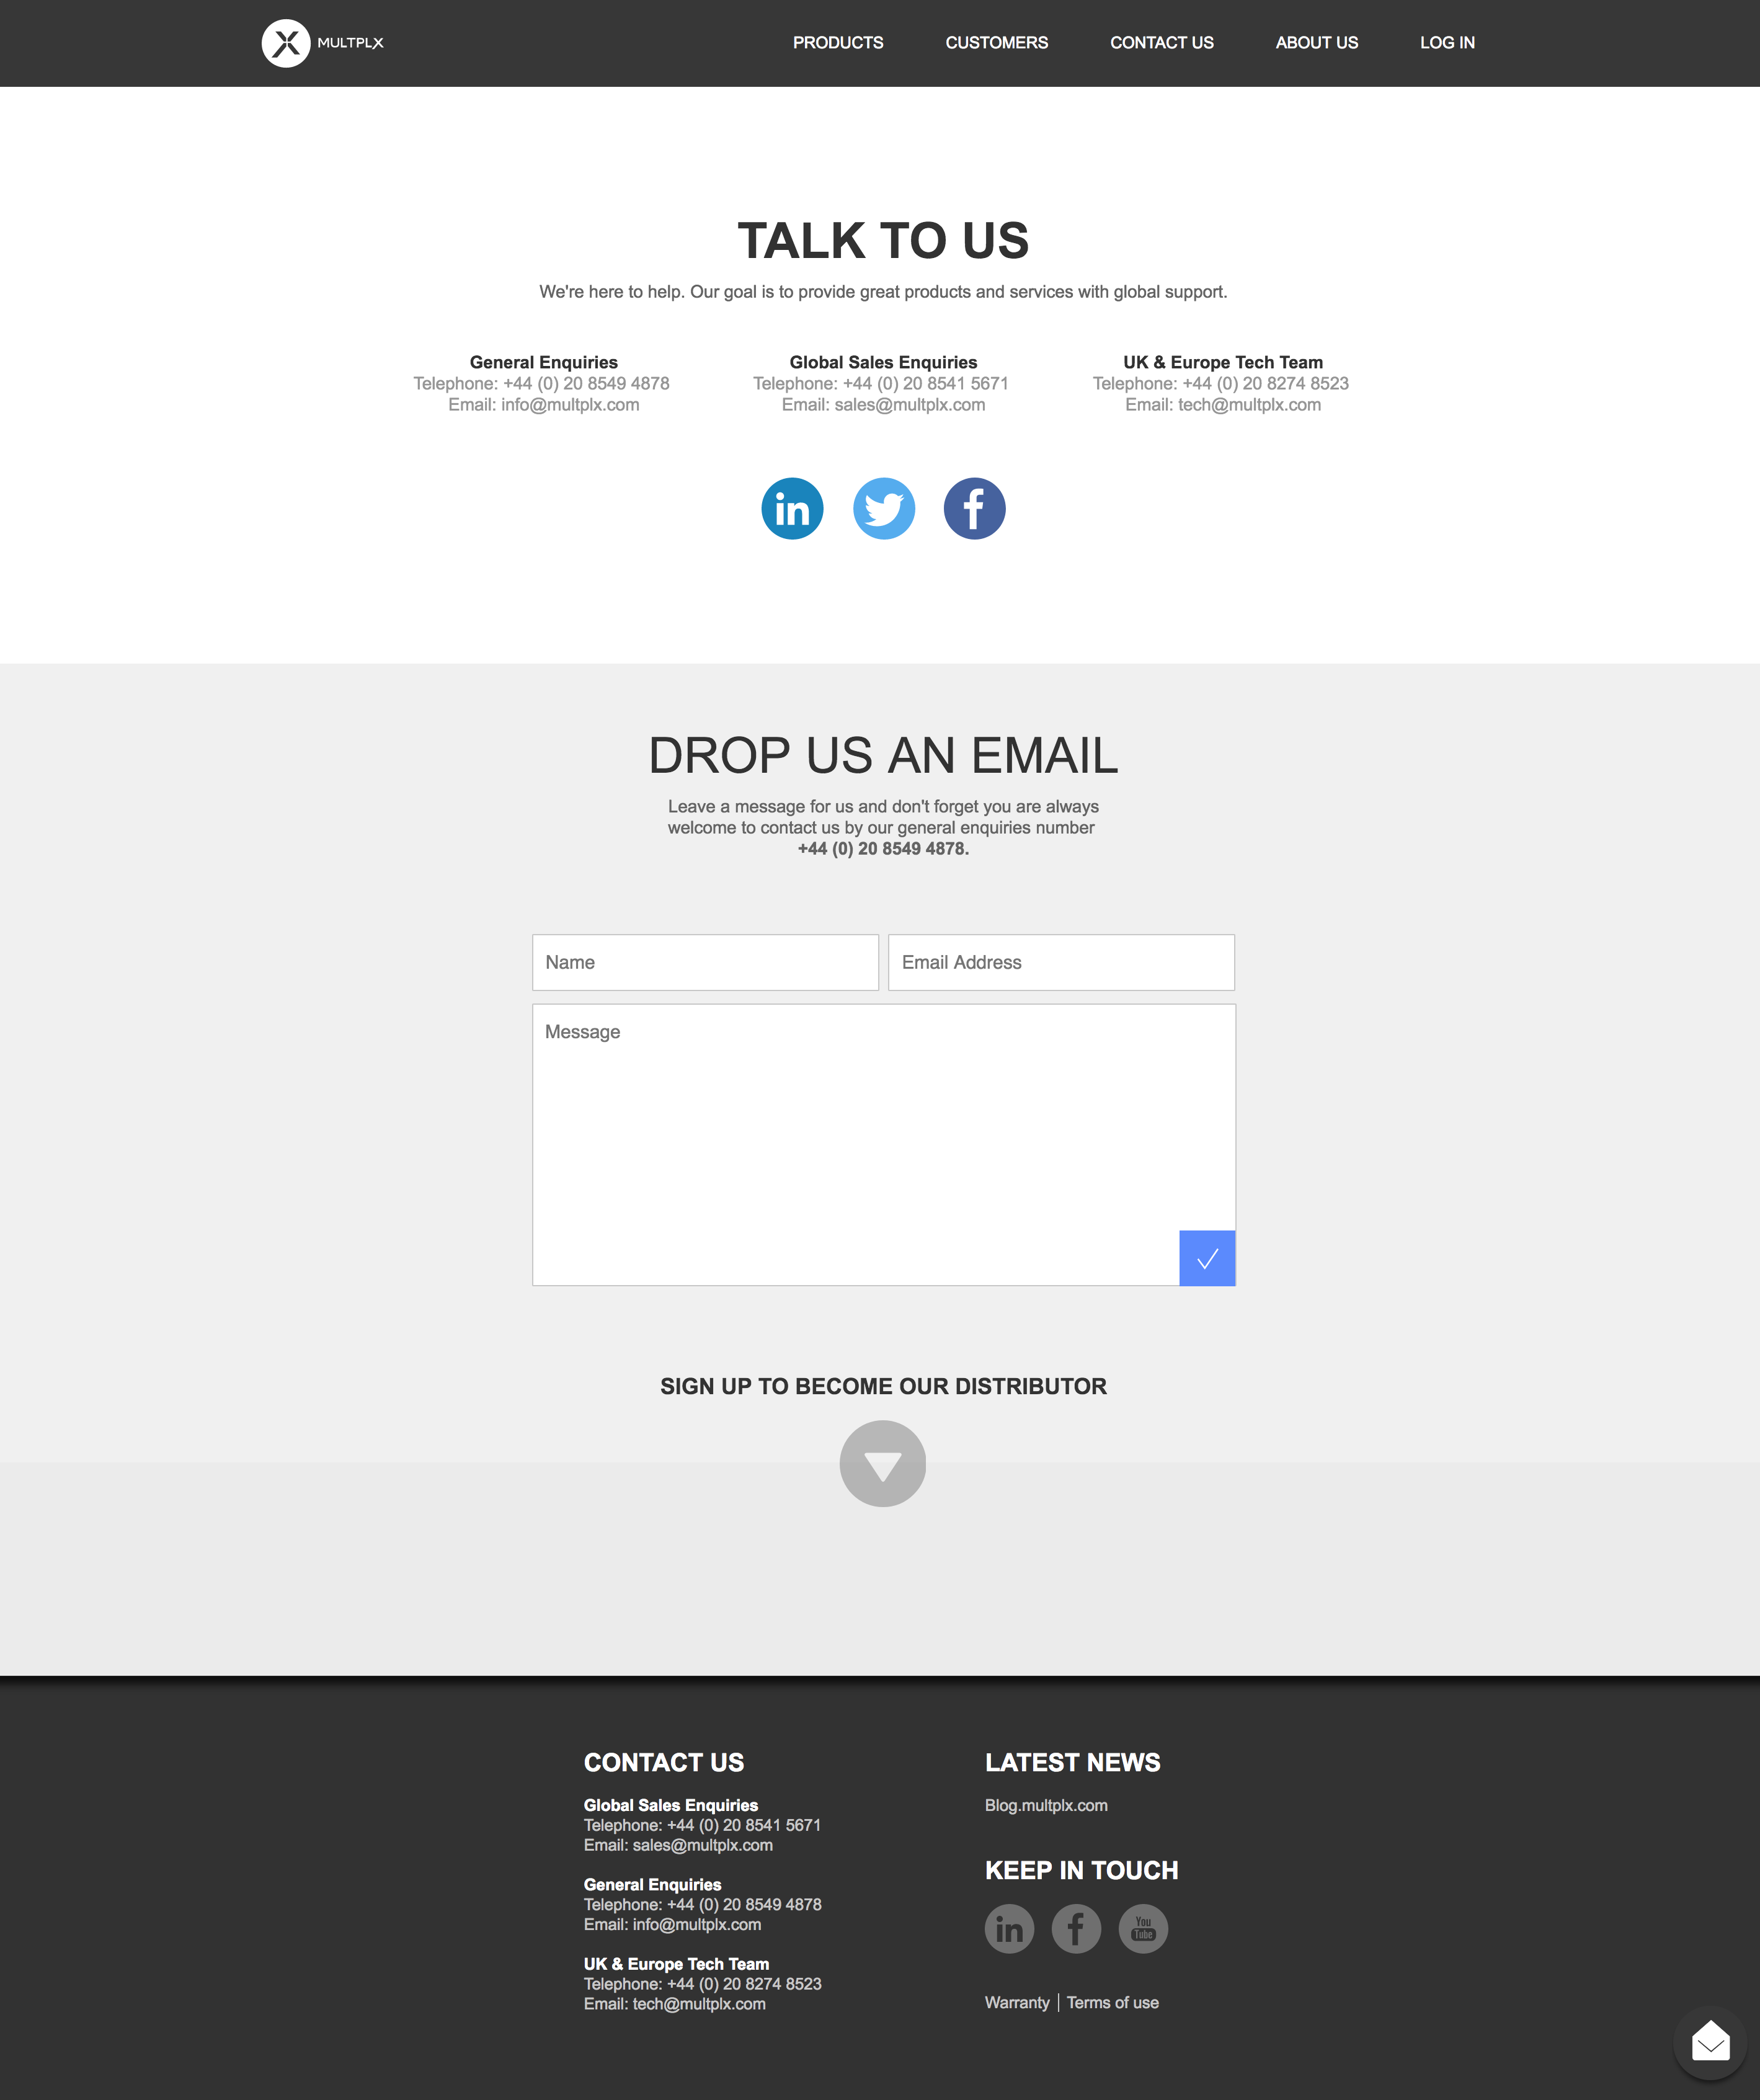 MULTPLX
PRODUCTS CUSTOMERS CONTACT US ABOUT US LOG IN
TALK TO US
We're here to help. Our goal is to provide great products and services with global support.
General Enquiries
Telephone: +44 (0) 20 8549 4878
Email: info@multplx.com
Global Sales Enquiries
Telephone: +44 (0) 20 8541 5671
Email: sales@multplx.com
UK & Europe Tech Team
Telephone: +44 (0) 20 8274 8523
Email: tech@multplx.com
in f
DROP US AN EMAIL
Leave a message for us and don't forget you are always
welcome to contact us by our general enquiries number
+44 (0) 20 8549 4878.
Name
Email Address
Message
SIGN UP TO BECOME OUR DISTRIBUTOR
CONTACT US
Global Sales Enquiries
Telephone: +44 (0) 20 8541 5671
Email: sales@multplx.com
General Enquiries
Telephone: +44 (0) 20 8549 4878
Email: info@multplx.com
UK & Europe Tech Team
Telephone: +44 (0) 20 8274 8523
Email: tech@multplx.com
LATEST NEWS
Blog.multplx.com
KEEP IN TOUCH
in f You Tube
Warranty | Terms of use